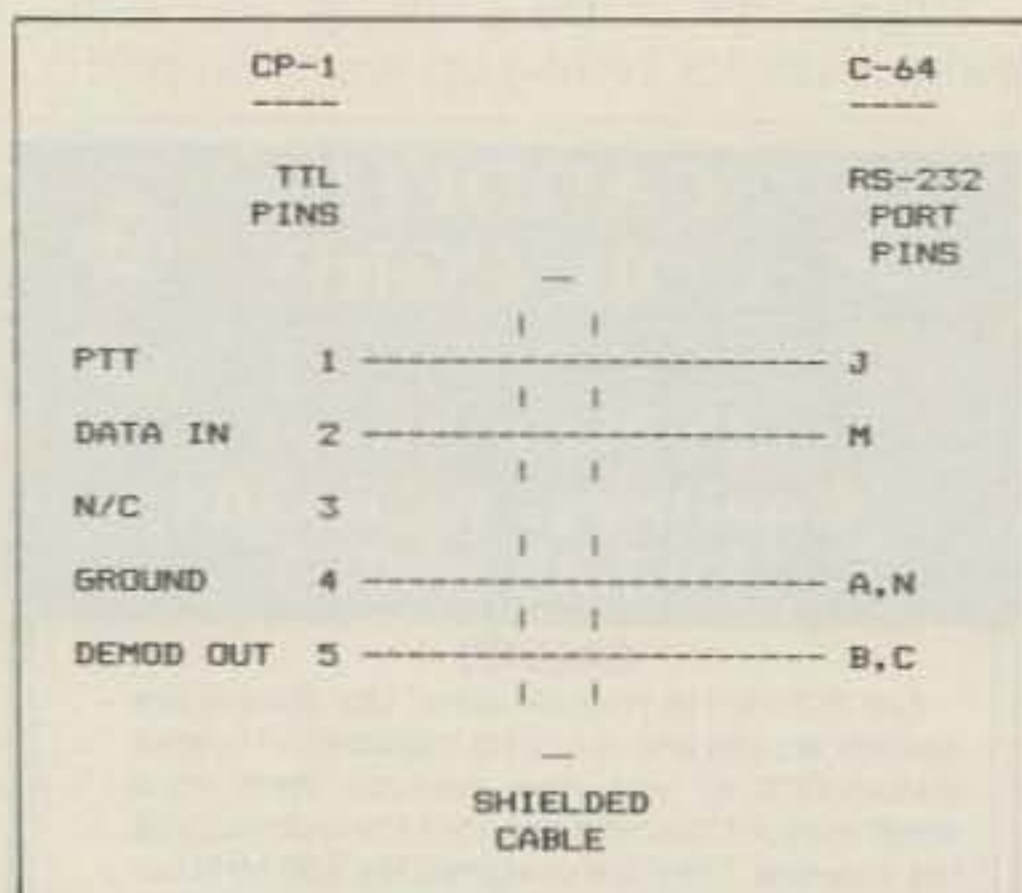 CP-1 C-64
---- ----
TTL RS-232
PINS PORT
PINS
PTT 1 ---------------------- J
DATA IN 2 ---------------------- M
N/C 3
GROUND 4 ---------------------- A,N
DEMOD OUT 5 ---------------------- B,C
SHIELDED
CABLE